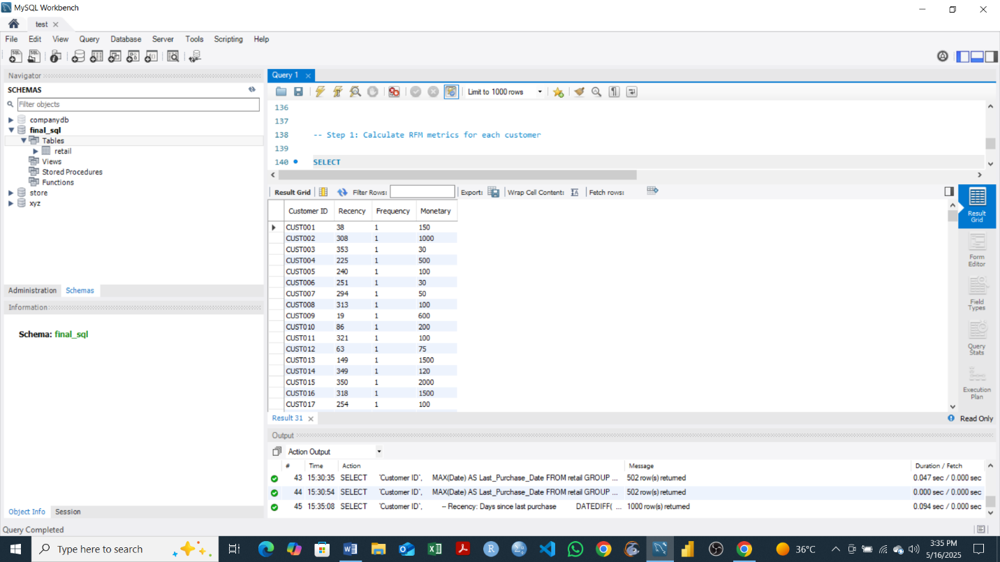 MySQL Workbench
test
File Edit View Query Database Server Tools Scripting Help
Navigator
SCHEMAS
Filter objects
companydb
final_sql
Tables
retail
Views
Stored Procedures
Functions
store
xyz
Administration Schemas
Information
Schema: final_sql
Object Info Session
Query Completed
Query 1
Limit to 1000 rows
136
137
138 -- Step 1: Calculate RFM metrics for each customer
139
140 SELECT
Result Grid Filter Rows: Export: Wrap Cell Content: Fetch rows:
Customer ID Recency Frequency Monetary
CUST001 38 1 150
CUST002 308 1 1000
CUST003 353 1 30
CUST004 225 1 500
CUST005 240 1 100
CUST006 251 1 30
CUST007 294 1 50
CUST008 313 1 100
CUST009 19 1 600
CUST010 86 1 200
CUST011 321 1 100
CUST012 63 1 75
CUST013 149 1 1500
CUST014 349 1 120
CUST015 350 1 2000
CUST016 318 1 1500
CUST017 254 1 100
Result Grid
Form Editor
Field Types
Query Stats
Execution Plan
Result 31
Read Only
Output
Action Output
# Time Action Message Duration / Fetch
43 15:30:35 SELECT `Customer ID`, MAX(Date) AS Last_Purchase_Date FROM retail GROUP ... 502 row(s) returned 0.047 sec / 0.000 sec
44 15:30:54 SELECT `Customer ID`, MAX(Date) AS Last_Purchase_Date FROM retail GROUP ... 502 row(s) returned 0.000 sec / 0.000 sec
45 15:35:08 SELECT `Customer ID`, -- Recency: Days since last purchase DATEDIFF( ... 1000 row(s) returned 0.094 sec / 0.000 sec
Type here to search
36°C
3:35 PM
5/16/2025